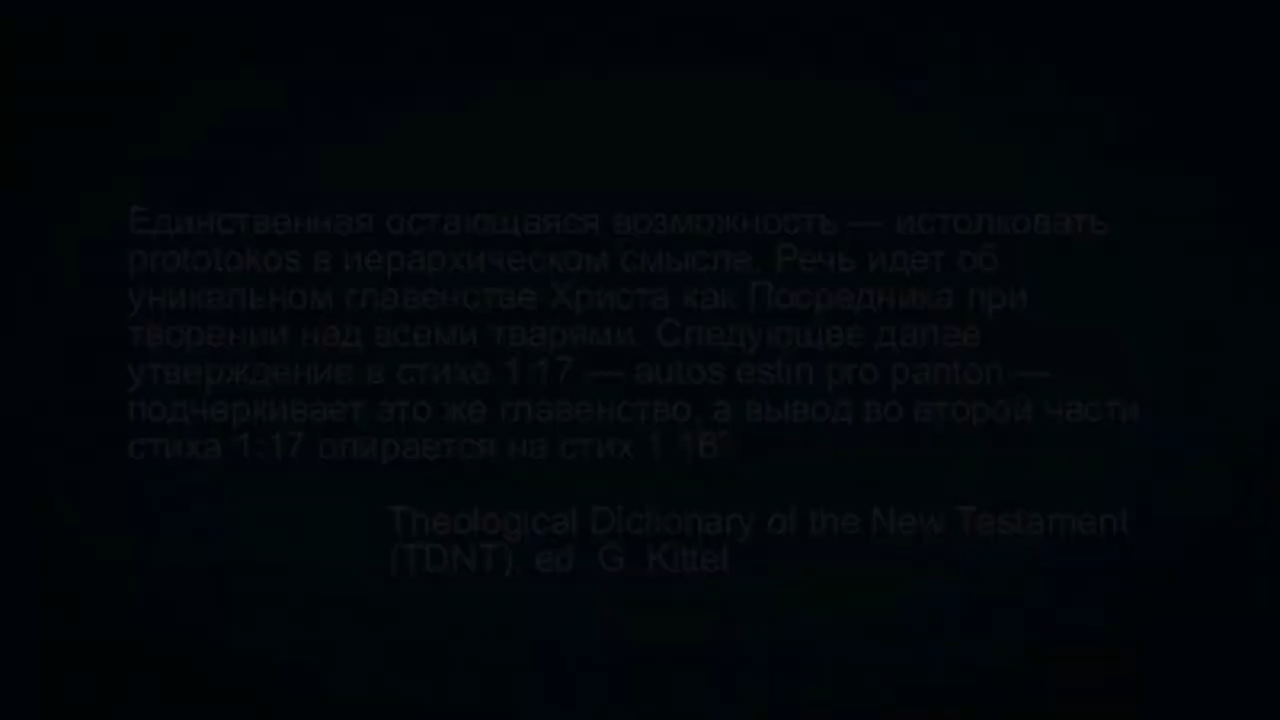 Единственная остающаяся возможность — истолковать
prototokos в иерархическом смысле. Речь идет об
уникальном главенстве Христа как Посредника при
творении над всеми тварями. Следующее далее
утверждение в стихе 1:17 — autos estin pro panton —
подчеркивает это же главенство, а вывод во второй части
стиха 1:17 опирается на стих 1:16"
Theological Dictionary of the New Testament
(TDNT), ed. G. Kittel